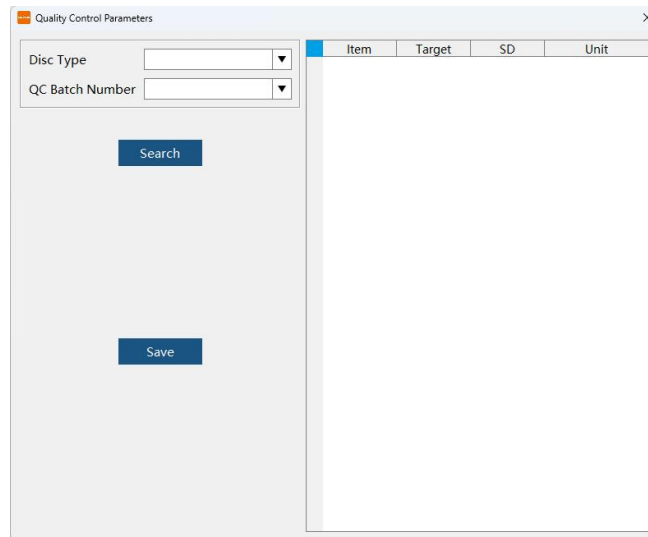 Quality Control Parameters
Disc Type
QC Batch Number
Search
Save
Item Target SD Unit